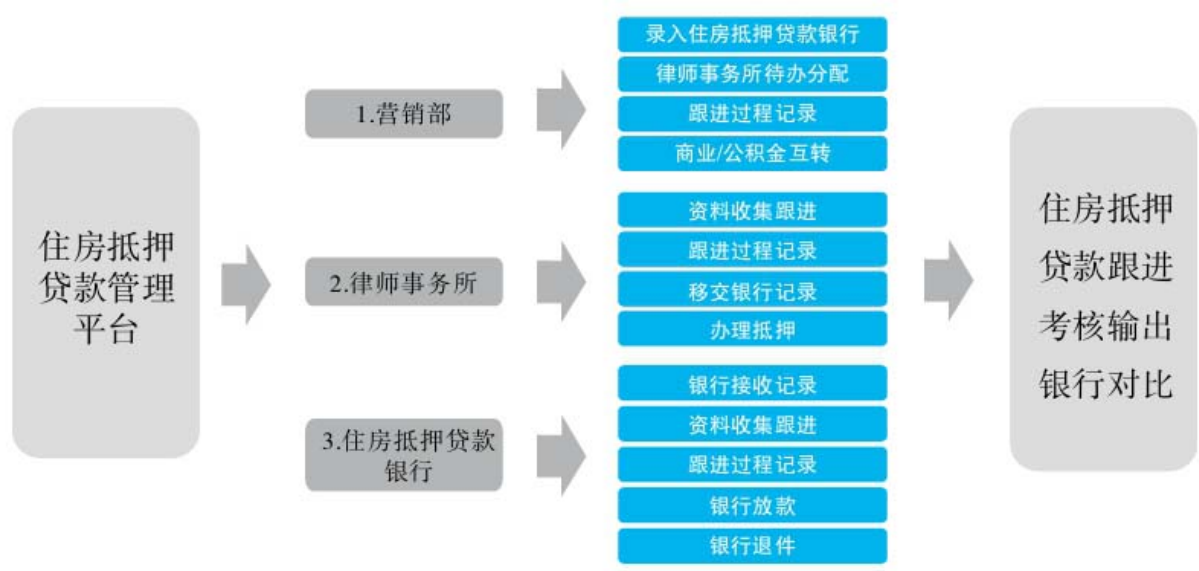 住房抵押
贷款管理
平台
1.营销部
录入住房抵押贷款银行
律师事务所待办分配
跟进过程记录
商业/公积金互转
2.律师事务所
资料收集跟进
跟进过程记录
移交银行记录
办理抵押
3.住房抵押贷款
银行
银行接收记录
资料收集跟进
跟进过程记录
银行放款
银行退件
住房抵押
贷款跟进
考核输出
银行对比